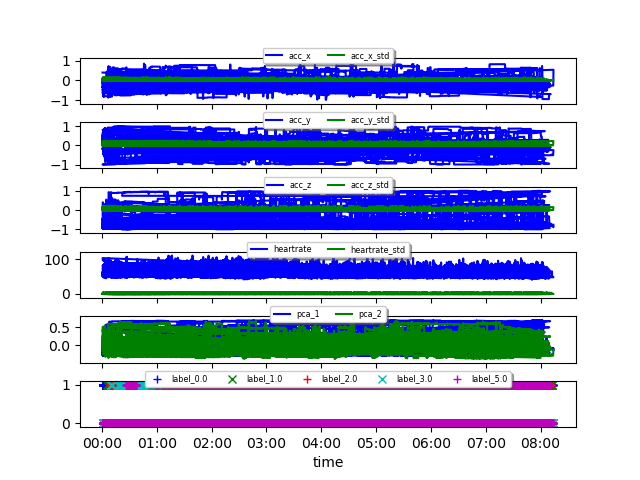 acc_x acc_x_std
1
0
−1
acc_y acc_y_std
1
0
−1
acc_z acc_z_std
1
0
−1
heartrate heartrate_std
100
0
pca_1 pca_2
0.5
0.0
label_0.0 label_1.0 label_2.0 label_3.0 label_5.0
1
0
00:00 01:00 02:00 03:00 04:00 05:00 06:00 07:00 08:00
time